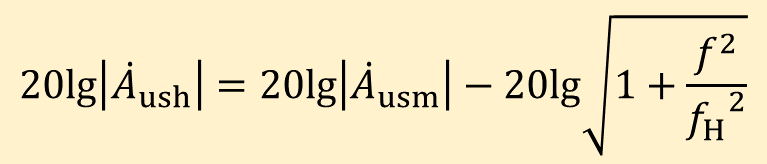 20lg|Ȧ_ush| = 20lg|Ȧ_usm| − 20lg√(1 + f²/f_H²)